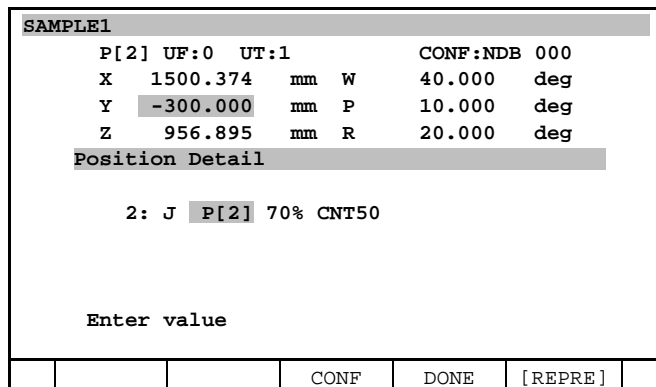 SAMPLE1
P[2] UF:0 UT:1 CONF:NDB 000
X 1500.374 mm W 40.000 deg
Y -300.000 mm P 10.000 deg
Z 956.895 mm R 20.000 deg
Position Detail
2: J P[2] 70% CNT50
Enter value
CONF DONE [REPRE]